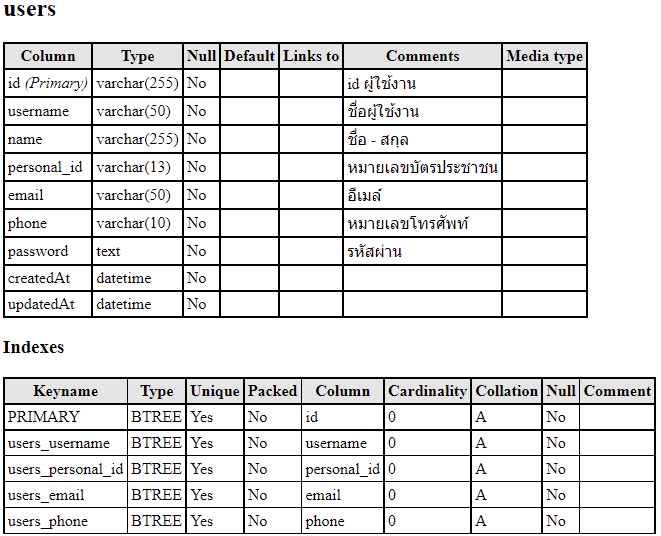 users
Column Type Null Default Links to Comments Media type
id (Primary) varchar(255) No id ผู้ใช้งาน
username varchar(50) No ชื่อผู้ใช้งาน
name varchar(255) No ชื่อ - สกุล
personal_id varchar(13) No หมายเลขบัตรประชาชน
email varchar(50) No อีเมล์
phone varchar(10) No หมายเลขโทรศัพท์
password text No รหัสผ่าน
createdAt datetime No
updatedAt datetime No
Indexes
Keyname Type Unique Packed Column Cardinality Collation Null Comment
PRIMARY BTREE Yes No id 0 A No
users_username BTREE Yes No username 0 A No
users_personal_id BTREE Yes No personal_id 0 A No
users_email BTREE Yes No email 0 A No
users_phone BTREE Yes No phone 0 A No